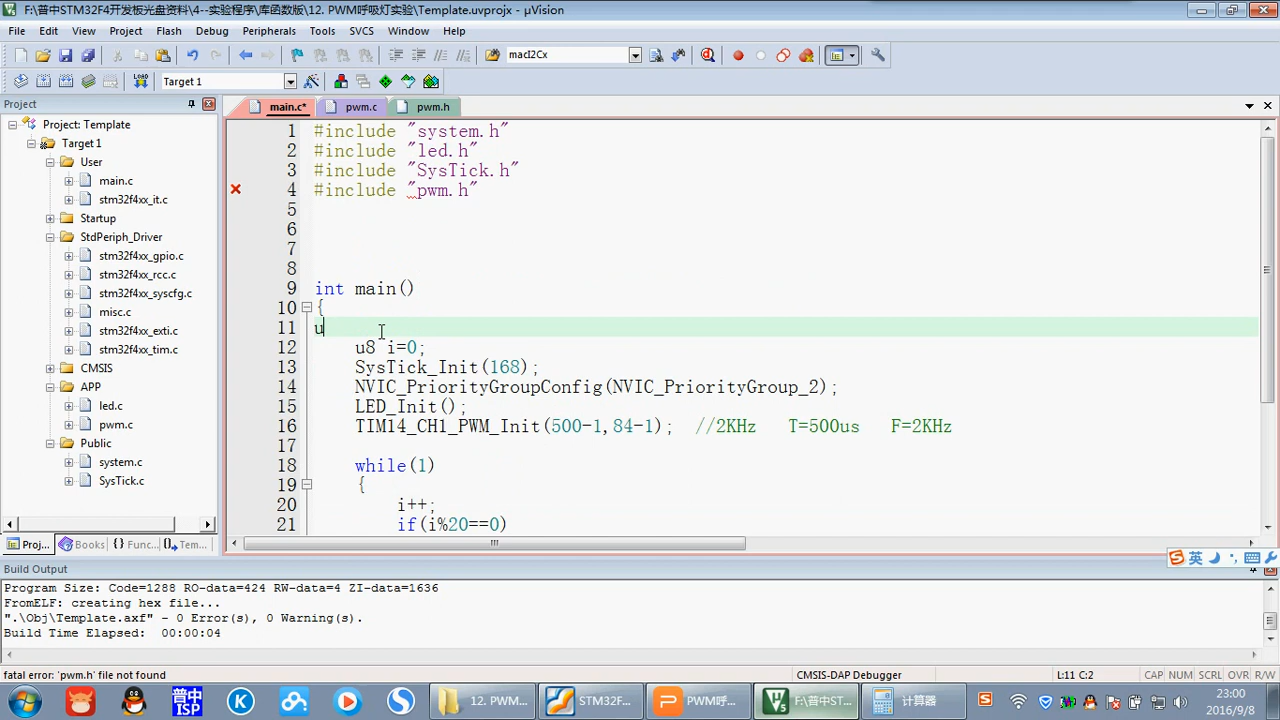 F:\普中STM32F4开发板光盘资料\4--实验程序\库函数版\12. PWM呼吸灯实验\Template.uvprojx - µVision
File Edit View Project Flash Debug Peripherals Tools SVCS Window Help
macI2Cx
LOAD Target 1
Project
main.c* pwm.c pwm.h
Project: Template
Target 1
User
main.c
stm32f4xx_it.c
Startup
StdPeriph_Driver
stm32f4xx_gpio.c
stm32f4xx_rcc.c
stm32f4xx_syscfg.c
misc.c
stm32f4xx_exti.c
stm32f4xx_tim.c
CMSIS
APP
led.c
pwm.c
Public
system.c
SysTick.c
Proj... Books {} Func... Tem...
1 #include "system.h"
2 #include "led.h"
3 #include "SysTick.h"
4 #include "pwm.h"
5
6
7
8
9 int main()
10 {
11 u
12 u8 i=0;
13 SysTick_Init(168);
14 NVIC_PriorityGroupConfig(NVIC_PriorityGroup_2);
15 LED_Init();
16 TIM14_CH1_PWM_Init(500-1,84-1); //2KHz T=500us F=2KHz
17
18 while(1)
19 {
20 i++;
21 if(i%20==0)
英
Build Output
Program Size: Code=1288 RO-data=424 RW-data=4 ZI-data=1636
FromELF: creating hex file...
".\Obj\Template.axf" - 0 Error(s), 0 Warning(s).
Build Time Elapsed: 00:00:04
fatal error: 'pwm.h' file not found CMSIS-DAP Debugger L:11 C:2 CAP NUM SCRL OVR R/W
普中 ISP 12. PWM... STM32F... PWM呼... F:\普中ST... 计算器 23:00
2016/9/8